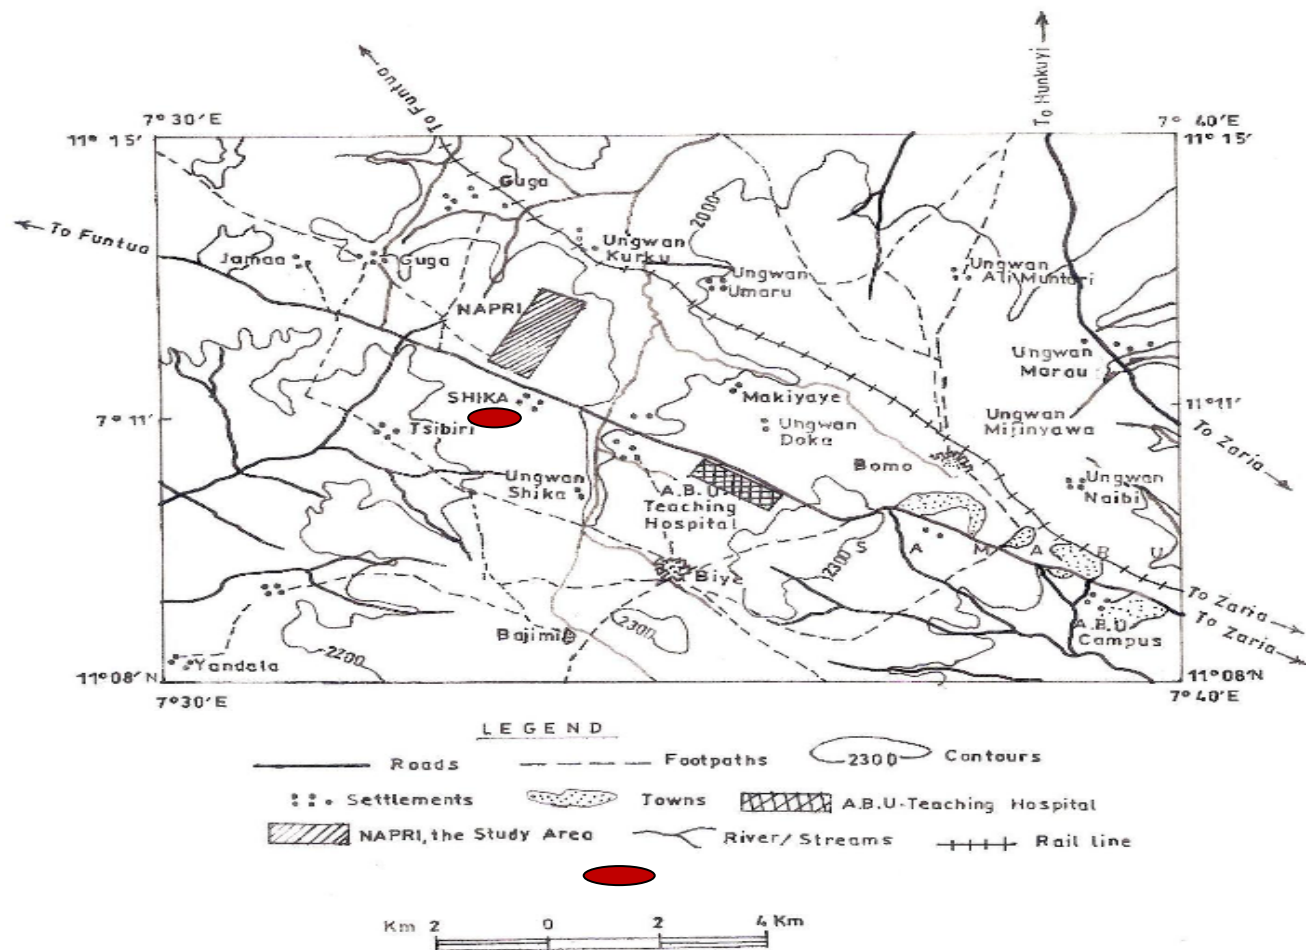 To Funtua
To Hunkuyi
7° 30'E
7° 40'E
11° 15'
11° 15'
To Funtua
Guga
2000
Jamaa
Guga
Ungwan
Kurku
Ungwan
Umaru
Ungwan
Ali Muntari
NAPRI
Ungwan
Marau
SHIKA
Makiyaye
7° 11'
11°11'
Tsibiri
Ungwan
Doka
Ungwan
Mijinyawa
To Zaria
Bomo
Ungwan
Shika
A.B.U
Teaching
Hospital
Ungwan
Naibi
S A M A R U
2300
Biye
To Zaria
To Zaria
A.B.U
Campus
Bajimi
2300
2200
Yandala
11°08'N
11°08'N
7°30'E
7°40'E
LEGEND
Roads
Footpaths
2300
Contours
Settlements
Towns
A.B.U-Teaching Hospital
NAPRI, the Study Area
River/Streams
Rail line
Km 2 0 2 4 Km